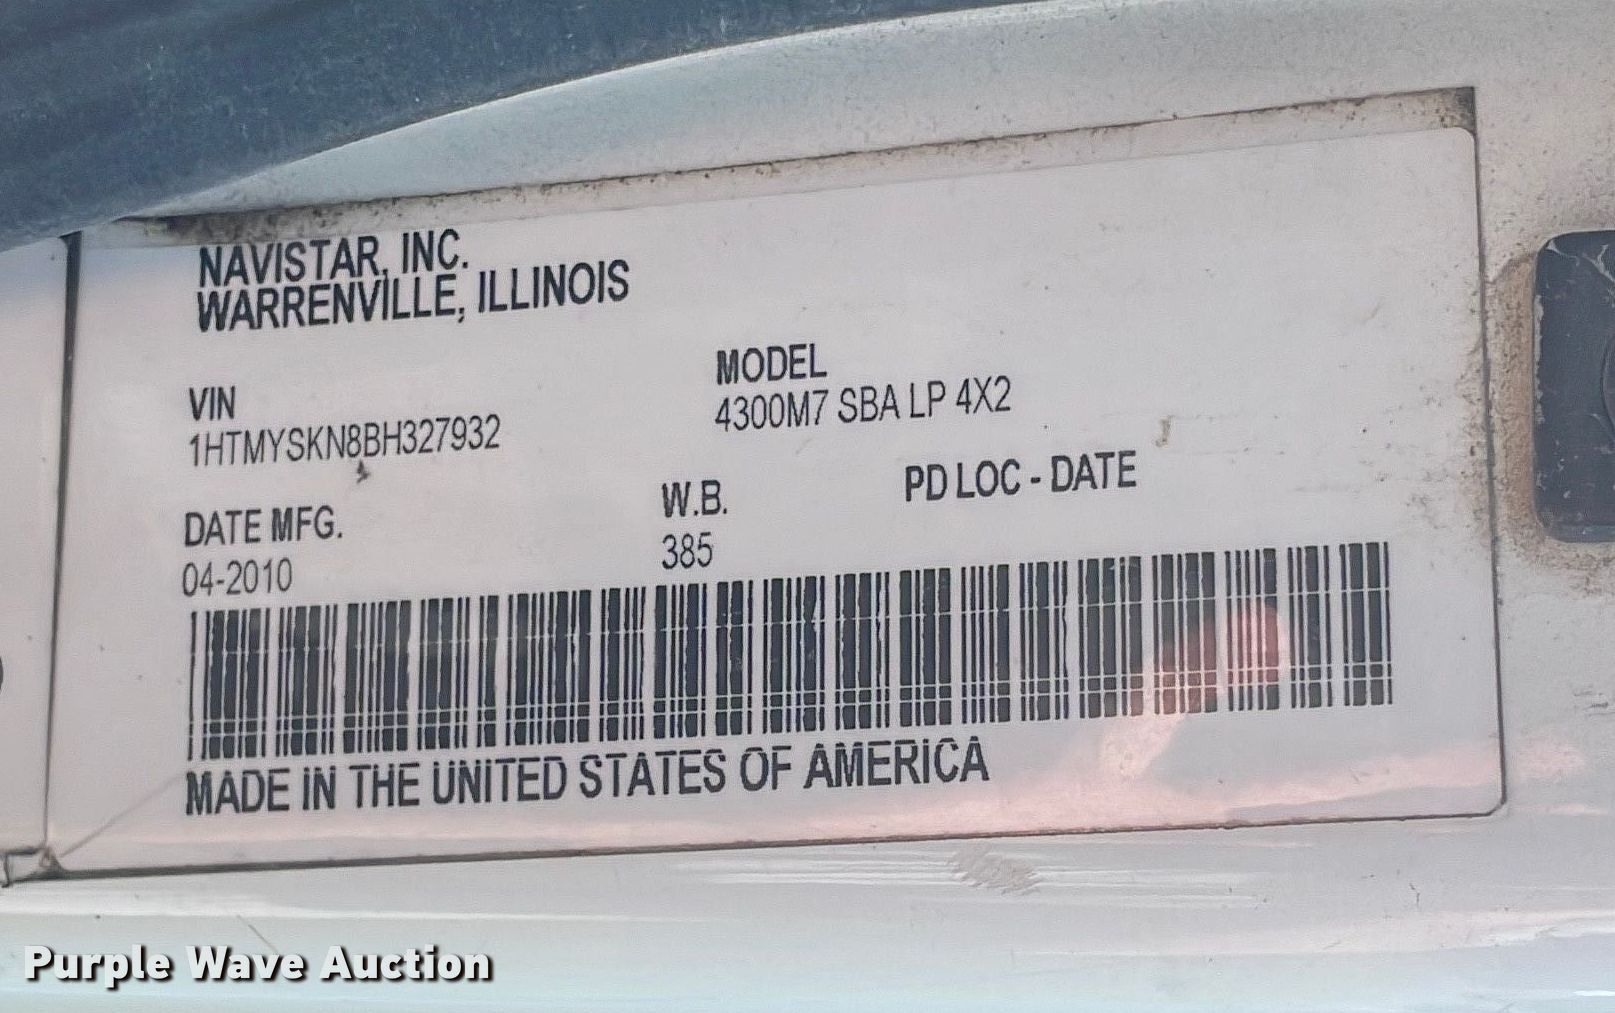 NAVISTAR, INC.
WARRENVILLE, ILLINOIS
MODEL
4300M7 SBA LP 4X2
VIN
1HTMYSKN8BH327932
W.B.
385
PD LOC - DATE
DATE MFG.
04-2010
MADE IN THE UNITED STATES OF AMERICA
Purple Wave Auction